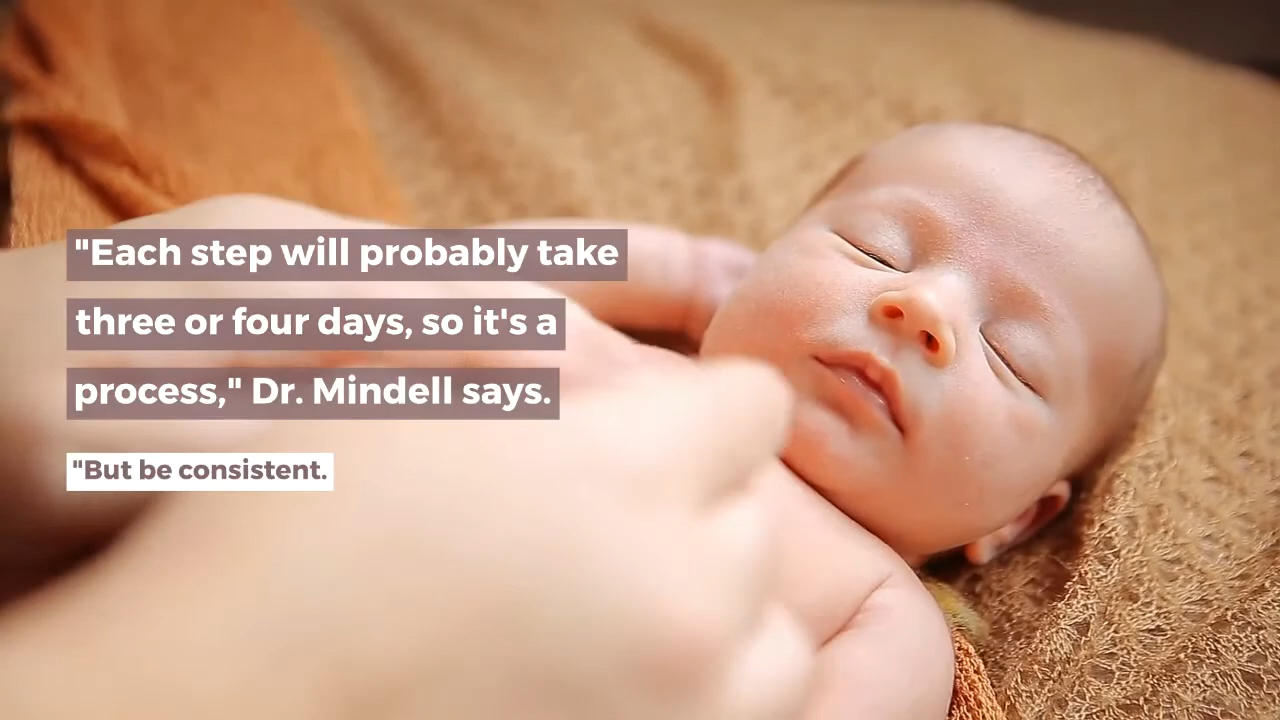 "Each step will probably take
three or four days, so it's a
process," Dr. Mindell says.
"But be consistent.